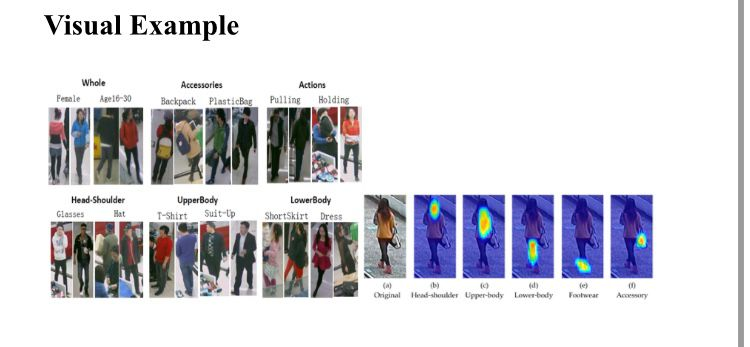 Visual Example
Whole
Accessories
Actions
Female Age16-30
Backpack PlasticBag
Pulling Holding
Head-Shoulder
UpperBody
LowerBody
Glasses Hat
T-Shirt Suit-Up
ShortSkirt Dress
(a) (b) (c) (d) (e) (f)
Original Head-shoulder Upper-body Lower-body Footwear Accessory